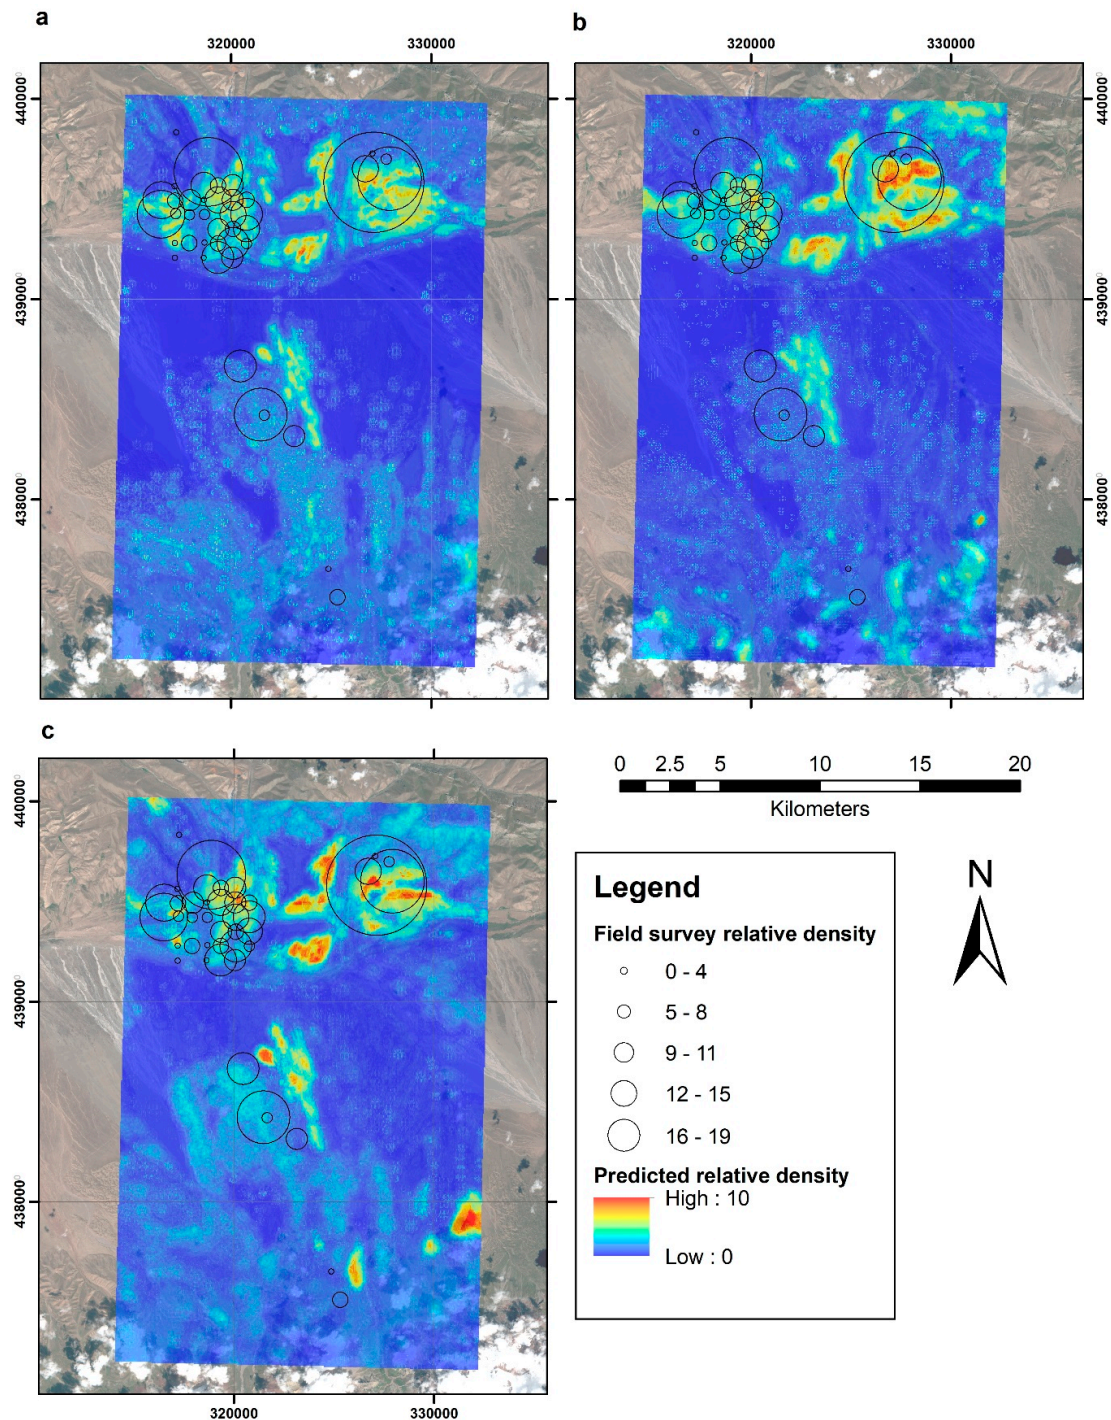 a
b
320000
330000
320000
330000
440000⁰
439000⁰
438000⁰
440000⁰
439000⁰
438000⁰
c
440000⁰
439000⁰
438000⁰
320000
330000
0 2.5 5 10 15 20
Kilometers
N
Legend
Field survey relative density
0 - 4
5 - 8
9 - 11
12 - 15
16 - 19
Predicted relative density
High : 10
Low : 0